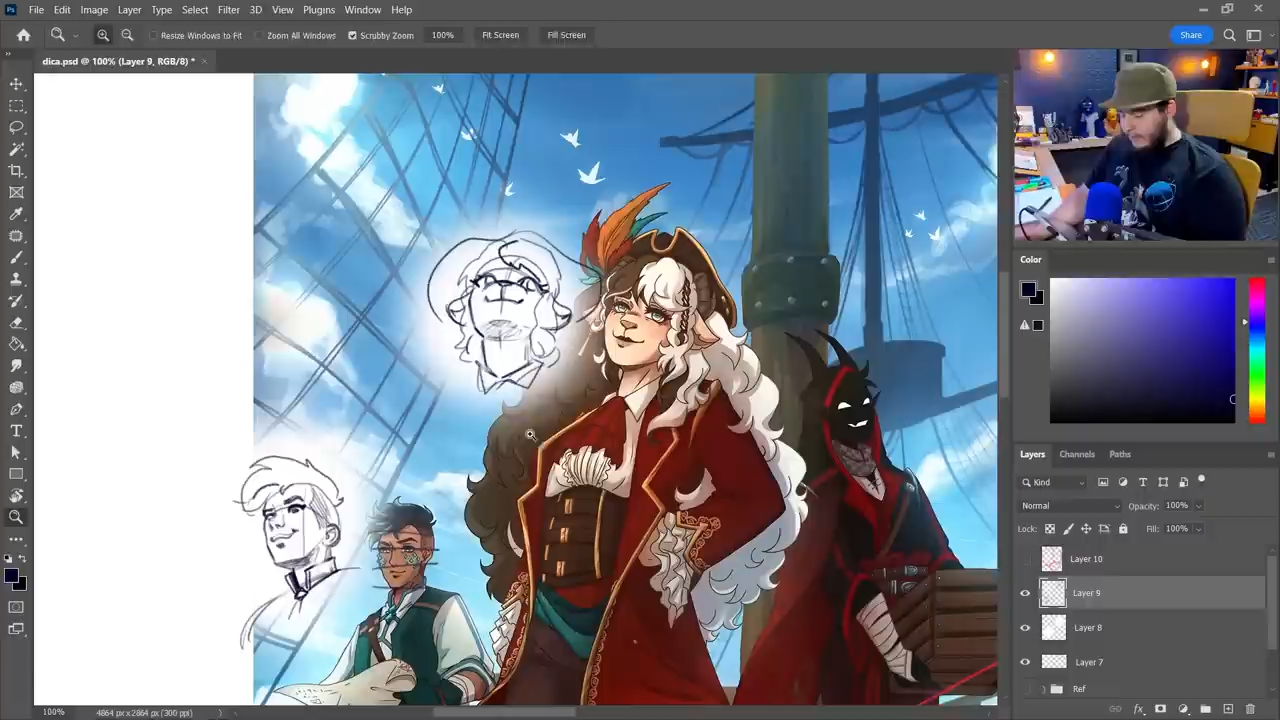 Ps File Edit Image Layer Type Select Filter 3D View Plugins Window Help
Resize Windows to Fit Zoom All Windows Scrubby Zoom 100% Fit Screen Fill Screen Share
dica.psd @ 100% (Layer 9, RGB/8) *
Color
Layers Channels Paths
Kind
Normal Opacity: 100%
Lock: Fill: 100%
Layer 10
Layer 9
Layer 8
Layer 7
Ref
100% 4864 px x 2864 px (300 ppi)
fx